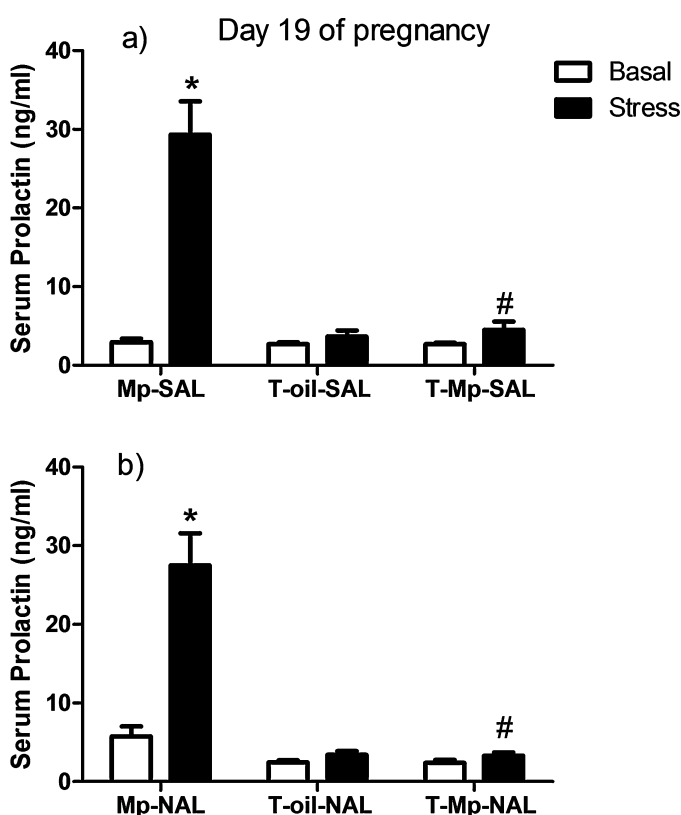 a)
Day 19 of pregnancy
Basal
Stress
Serum Prolactin (ng/ml)
40
30
20
10
0
*
#
Mp-SAL
T-oil-SAL
T-Mp-SAL
b)
Serum Prolactin (ng/ml)
40
30
20
10
0
*
#
Mp-NAL
T-oil-NAL
T-Mp-NAL